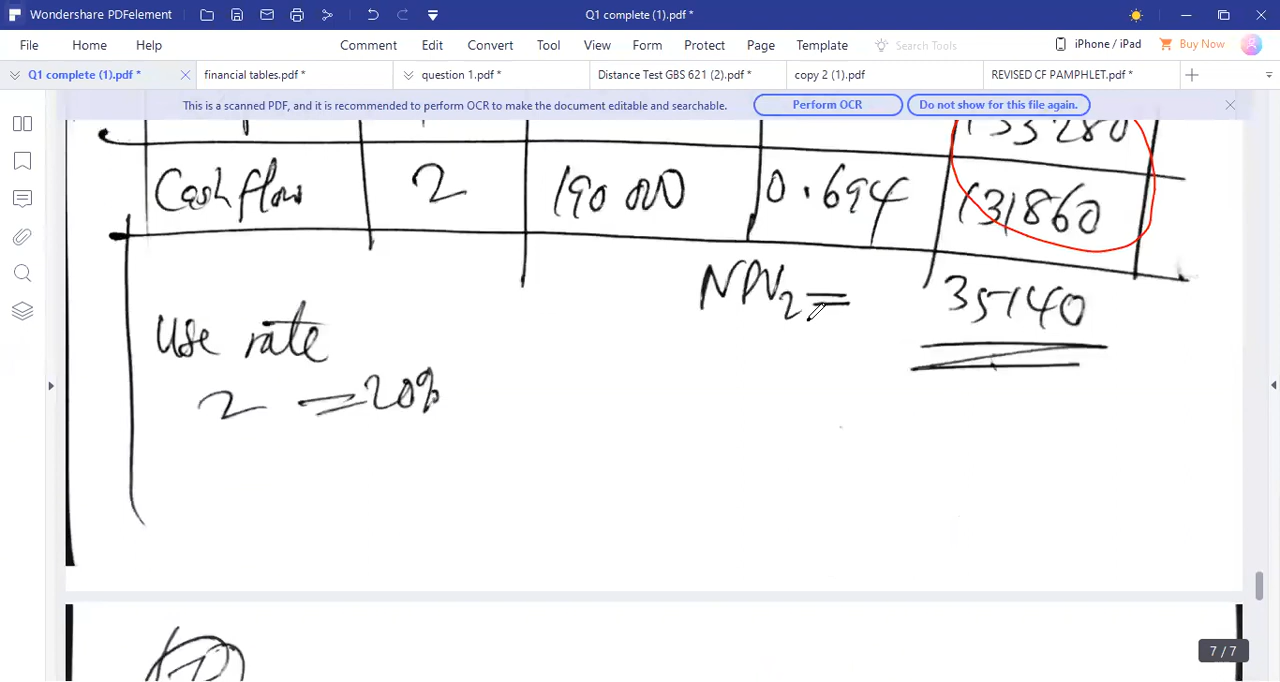 Wondershare PDFelement
Q1 complete (1).pdf *
File Home Help Comment Edit Convert Tool View Form Protect Page Template Search Tools iPhone / iPad Buy Now
Q1 complete (1).pdf * financial tables.pdf * question 1.pdf * Distance Test GBS 621 (2).pdf * copy 2 (1).pdf REVISED CF PAMPHLET.pdf *
This is a scanned PDF, and it is recommended to perform OCR to make the document editable and searchable. Perform OCR Do not show for this file again.
133280
Cash flow 2 190 000 0.694 131860
NPV2 = 35140
Use rate
2 = 20%
7 / 7